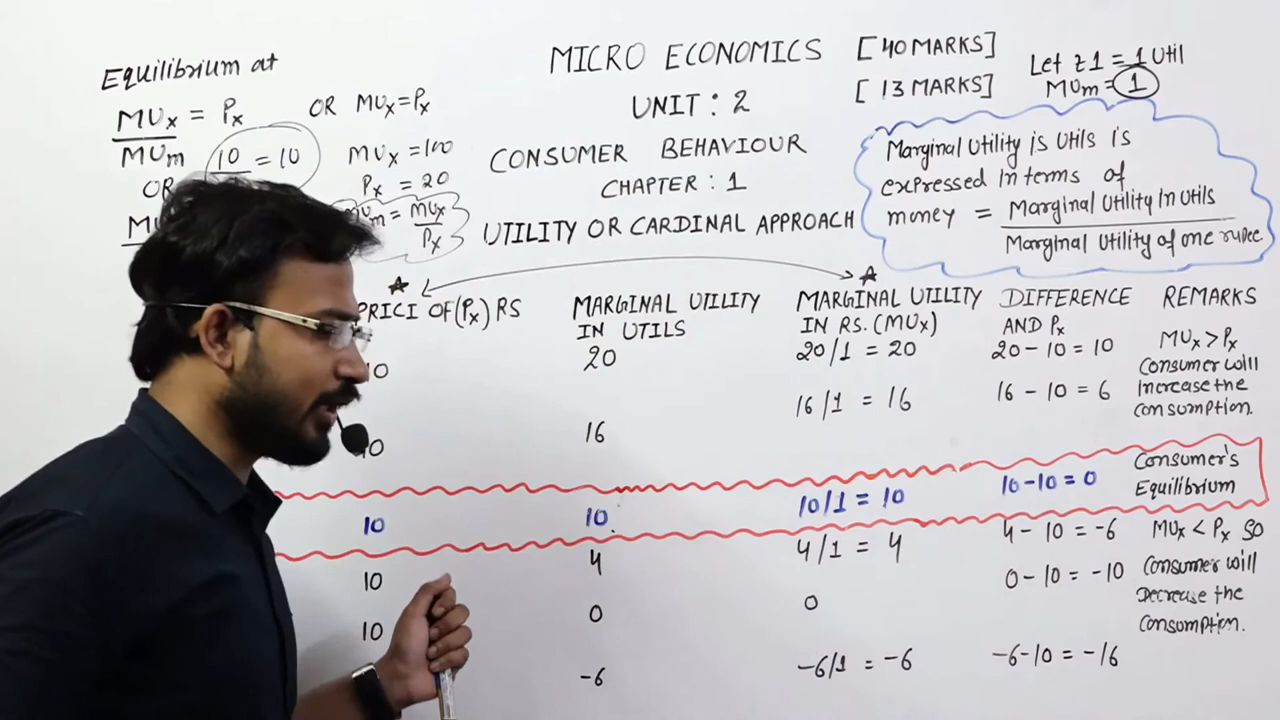 Equilibrium at
MUx = Px
MUm
OR MUx = Px
10 = 10
OR
MUx = 100
Px = 20
m = MUx
Px
MICRO ECONOMICS [40 MARKS]
UNIT : 2 [13 MARKS]
CONSUMER BEHAVIOUR
CHAPTER : 1
UTILITY OR CARDINAL APPROACH
Let ₹1 = 1 Util
MUm = 1
Marginal Utility is Utils is
expressed in terms of
money = Marginal Utility In Utils
Marginal Utility of one rupee
PRICE OF (Px) RS
MARGINAL UTILITY
IN UTILS
MARGINAL UTILITY
IN RS. (MUx)
DIFFERENCE
AND Px
REMARKS
10 20 20/1 = 20 20 - 10 = 10 MUx > Px
Consumer will
increase the
consumption.
10 16 16/1 = 16 16 - 10 = 6
10 10 10/1 = 10 10 - 10 = 0 Consumer's
Equilibrium
10 4 4/1 = 4 4 - 10 = -6 MUx < Px so
Consumer will
Decrease the
consumption.
10 0 0 0 - 10 = -10
-6 -6/1 = -6 -6 - 10 = -16